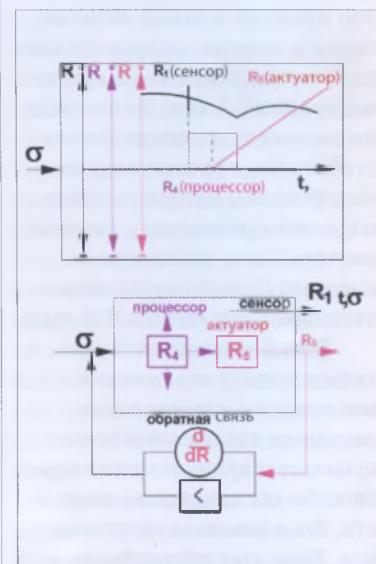 R R R R₁(сенсор) R₅(актуатор)
σ
t,
R₄(процессор)
сенсор R₁ t,σ
процессор
актуатор R₅
σ R₄ R₅
обратная связь
d
dR